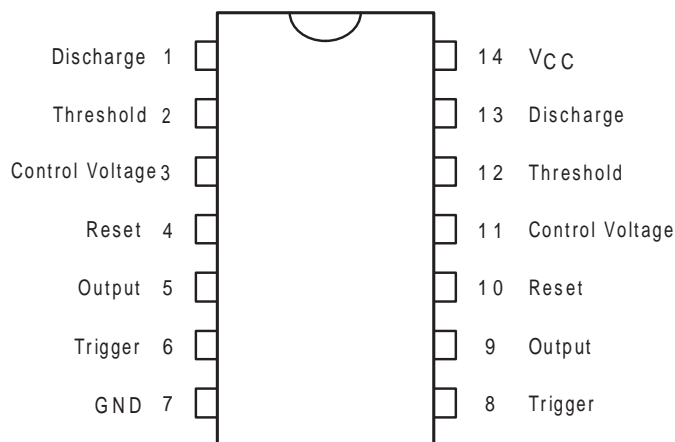 Discharge 1
14 VCC
Threshold 2
13 Discharge
Control Voltage 3
12 Threshold
Reset 4
11 Control Voltage
Output 5
10 Reset
Trigger 6
9 Output
GND 7
8 Trigger